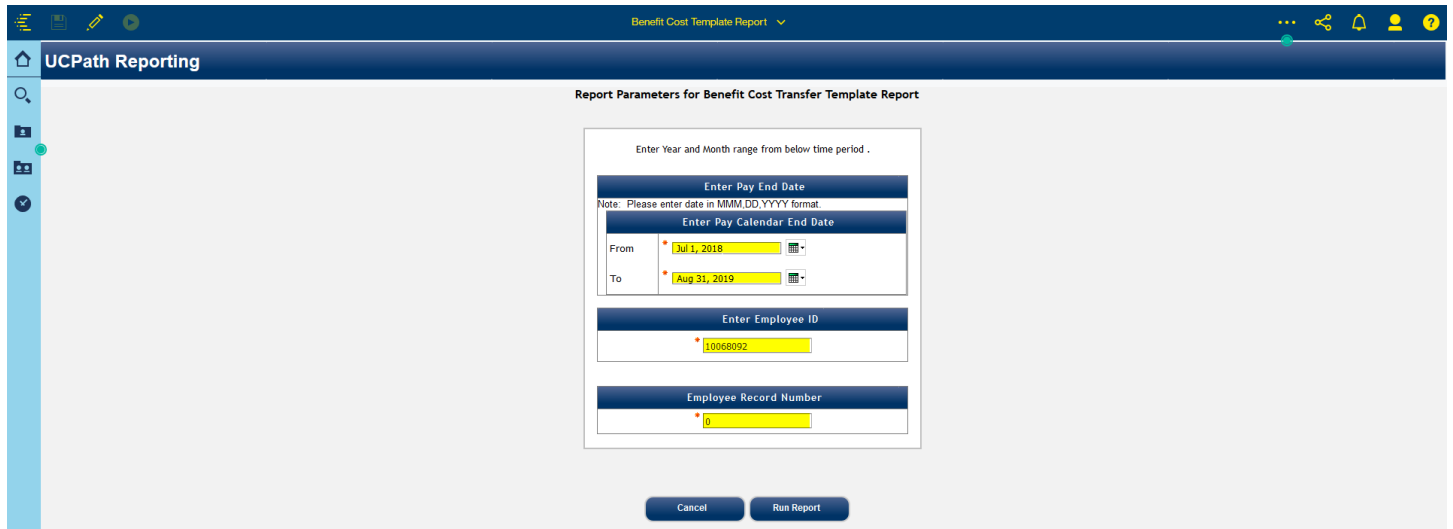 Benefit Cost Template Report
UCPath Reporting
Report Parameters for Benefit Cost Transfer Template Report
Enter Year and Month range from below time period .
Enter Pay End Date
Note: Please enter date in MMM,DD,YYYY format.
Enter Pay Calendar End Date
From * Jul 1, 2018
To * Aug 31, 2019
Enter Employee ID
* 10068092
Employee Record Number
* 0
Cancel Run Report